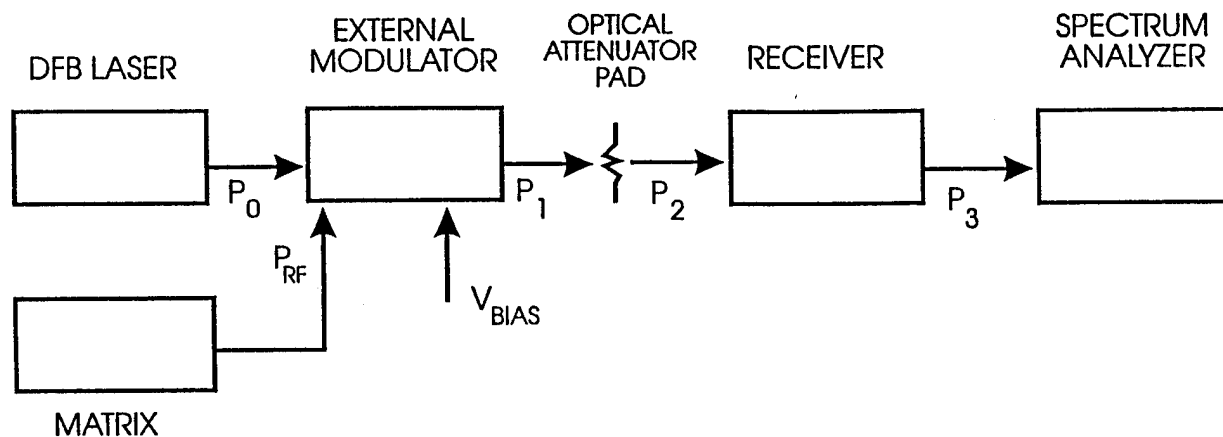 DFB LASER
EXTERNAL
MODULATOR
OPTICAL
ATTENUATOR
PAD
RECEIVER
SPECTRUM
ANALYZER
P0
P1
P2
P3
PRF
VBIAS
MATRIX